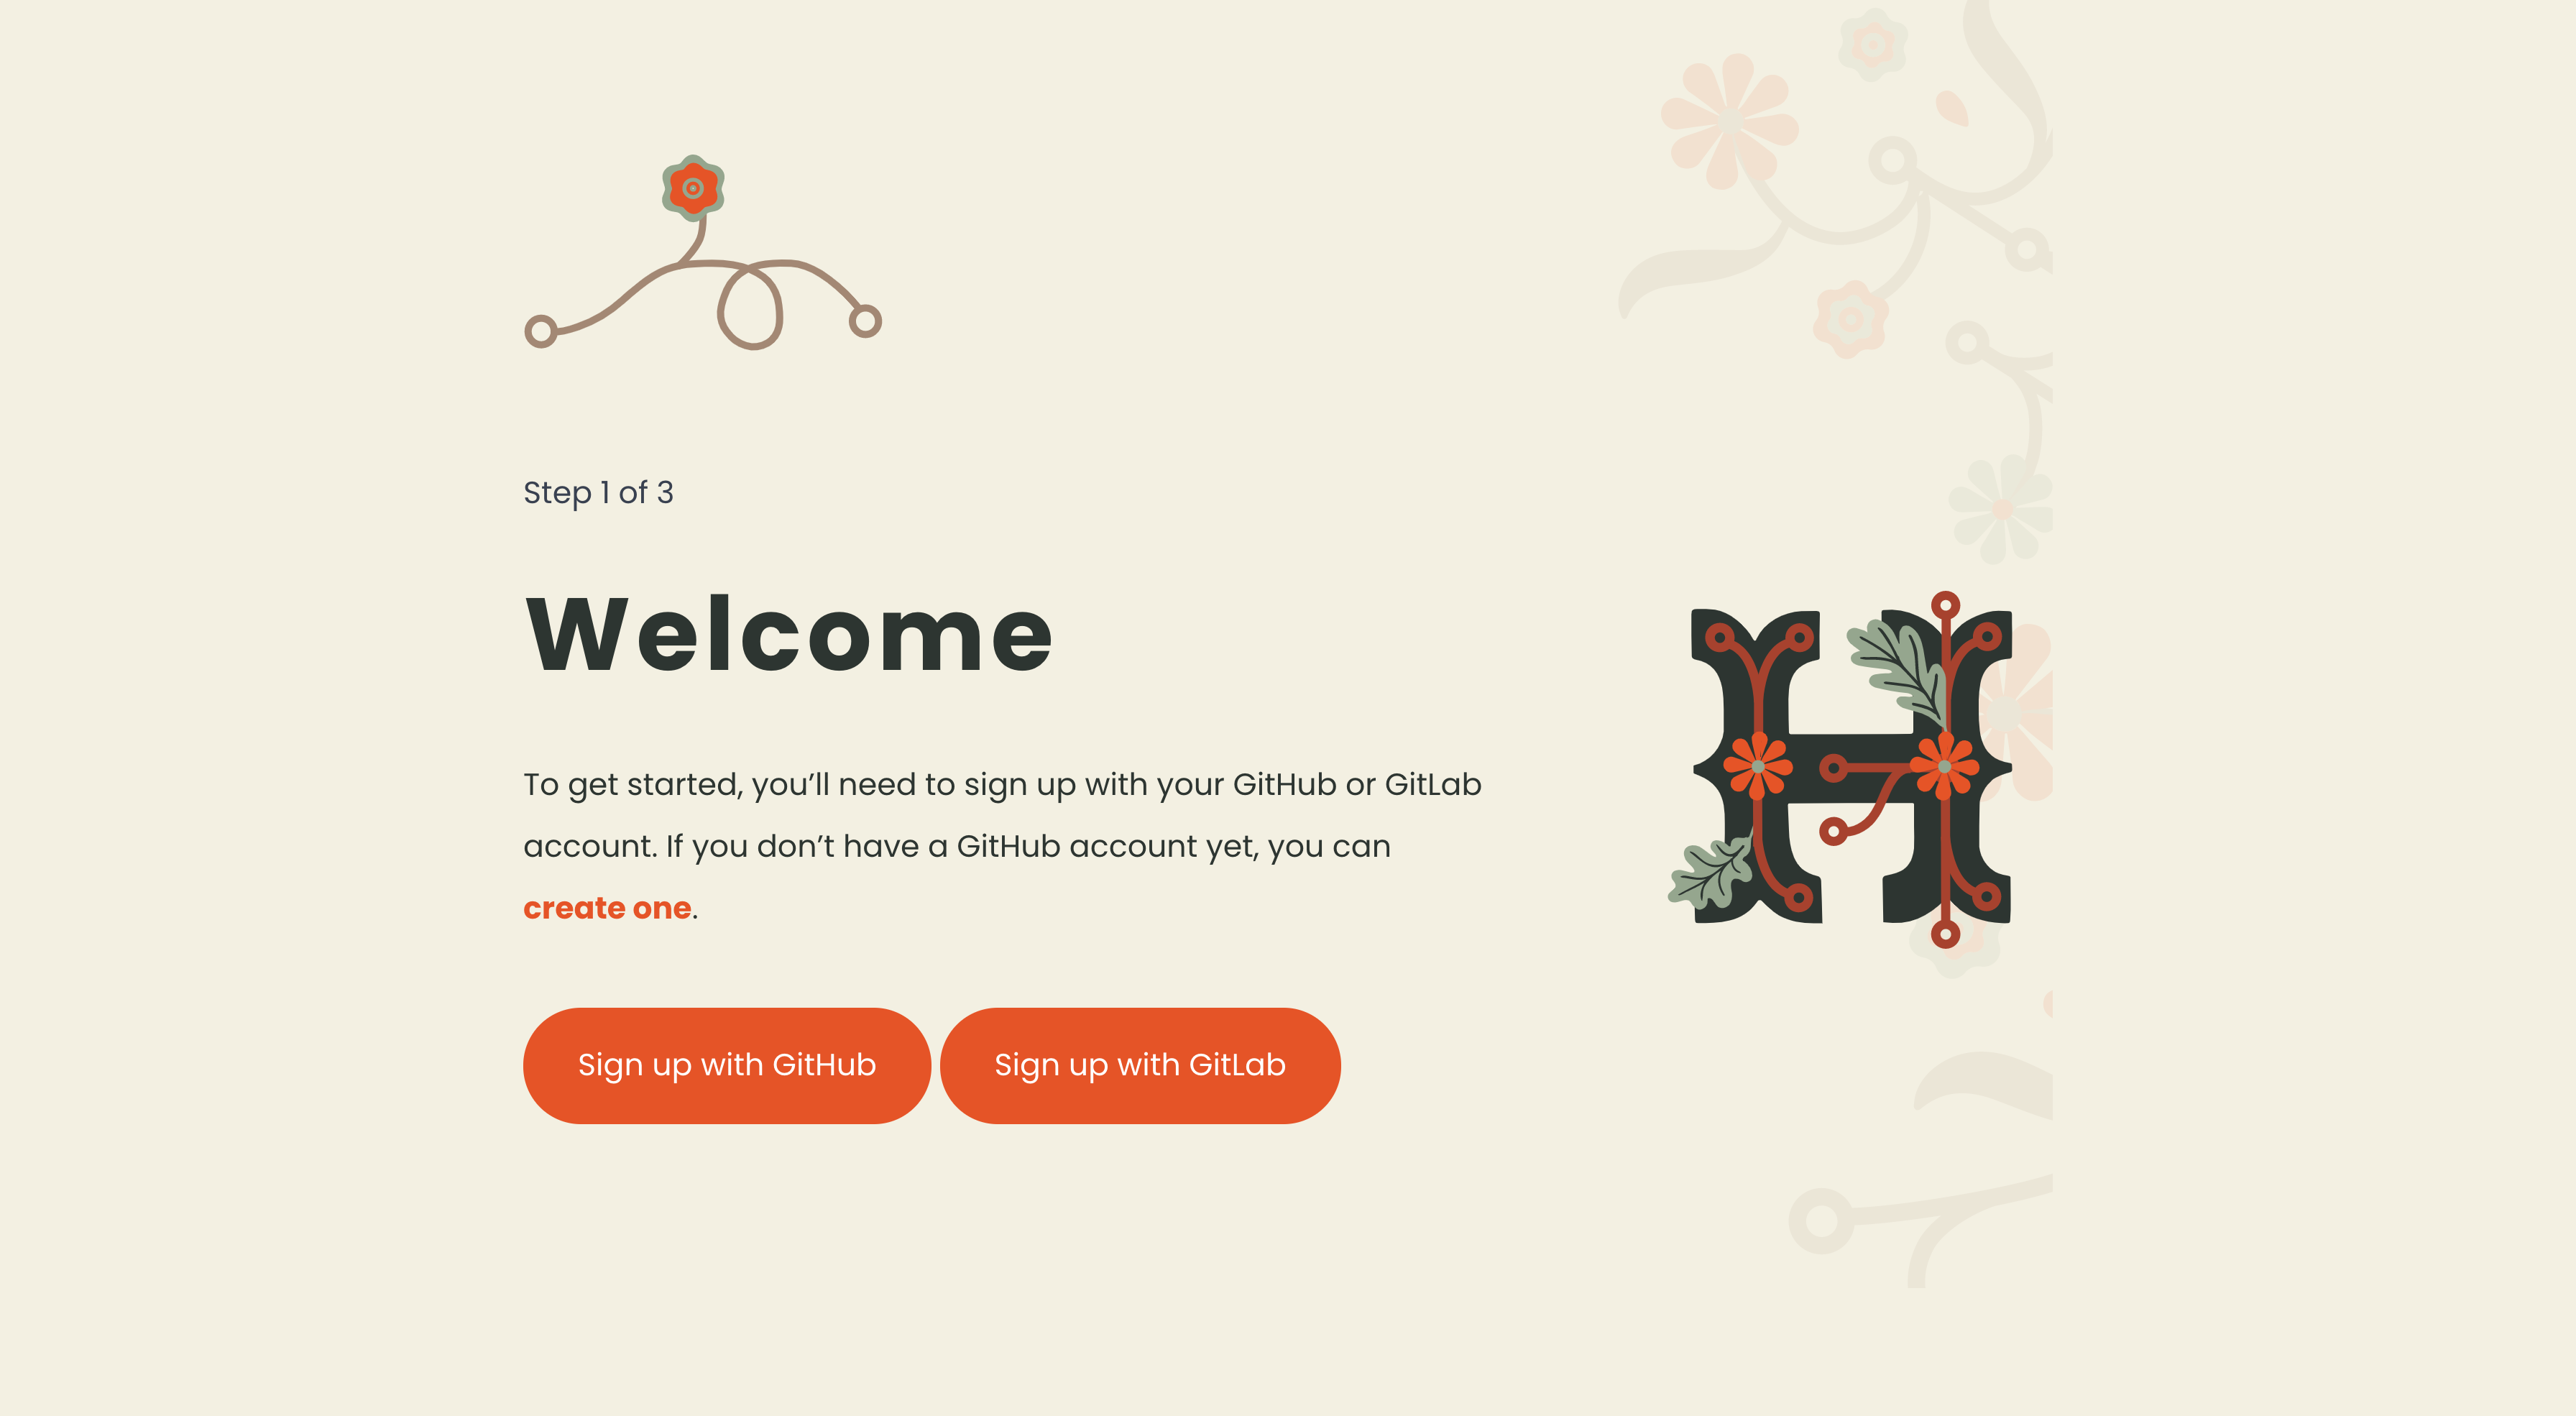 Step 1 of 3
Welcome
To get started, you’ll need to sign up with your GitHub or GitLab
account. If you don’t have a GitHub account yet, you can
create one.
Sign up with GitHub
Sign up with GitLab
H